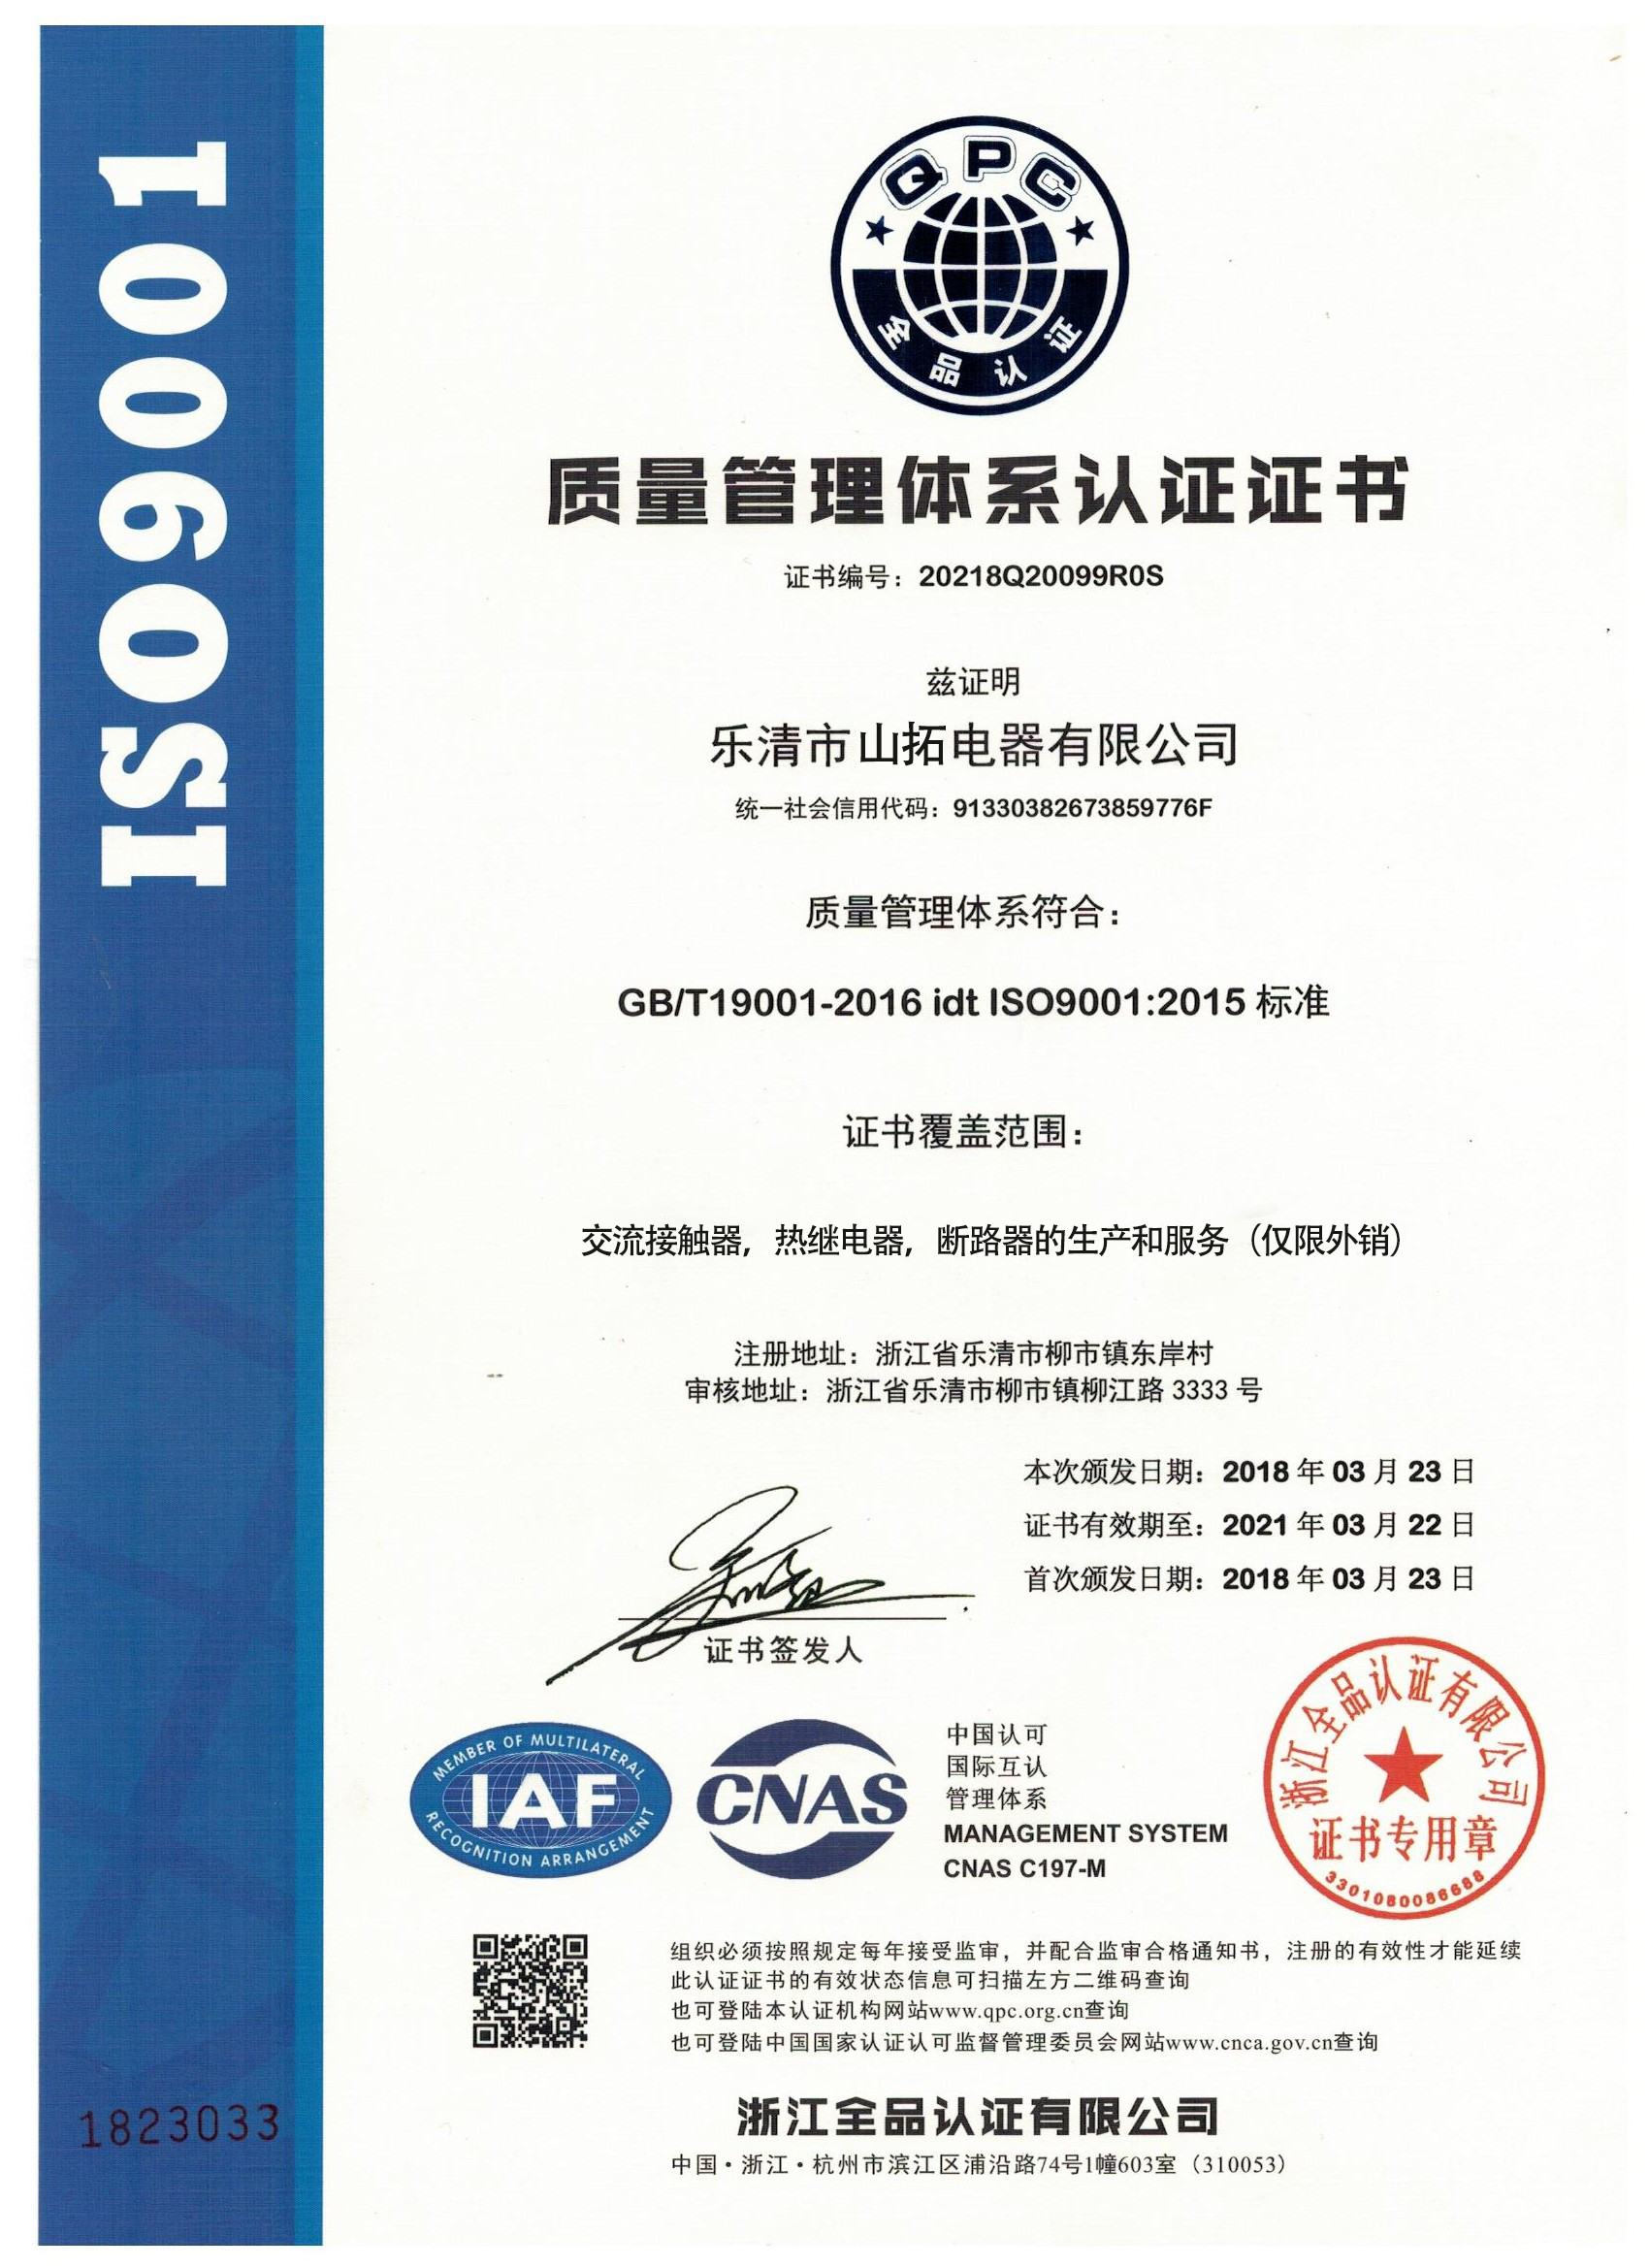 ISO9001
QPC
全品认证
质量管理体系认证证书
证书编号：20218Q20099R0S
兹证明
乐清市山拓电器有限公司
统一社会信用代码：91330382673859776F
质量管理体系符合：
GB/T19001-2016 idt ISO9001:2015 标准
证书覆盖范围：
交流接触器，热继电器，断路器的生产和服务（仅限外销）
注册地址：浙江省乐清市柳市镇东岸村
审核地址：浙江省乐清市柳市镇柳江路 3333 号
本次颁发日期：2018 年 03 月 23 日
证书有效期至：2021 年 03 月 22 日
首次颁发日期：2018 年 03 月 23 日
证书签发人
MEMBER OF MULTILATERAL
IAF
RECOGNITION ARRANGEMENT
CNAS
中国认可
国际互认
管理体系
MANAGEMENT SYSTEM
CNAS C197-M
浙江全品认证有限公司
证书专用章
3301080086688
组织必须按照规定每年接受监审，并配合监审合格通知书，注册的有效性才能延续
此认证证书的有效状态信息可扫描左方二维码查询
也可登陆本认证机构网站www.qpc.org.cn查询
也可登陆中国国家认证认可监督管理委员会网站www.cnca.gov.cn查询
1823033
浙江全品认证有限公司
中国·浙江·杭州市滨江区浦沿路74号1幢603室（310053）